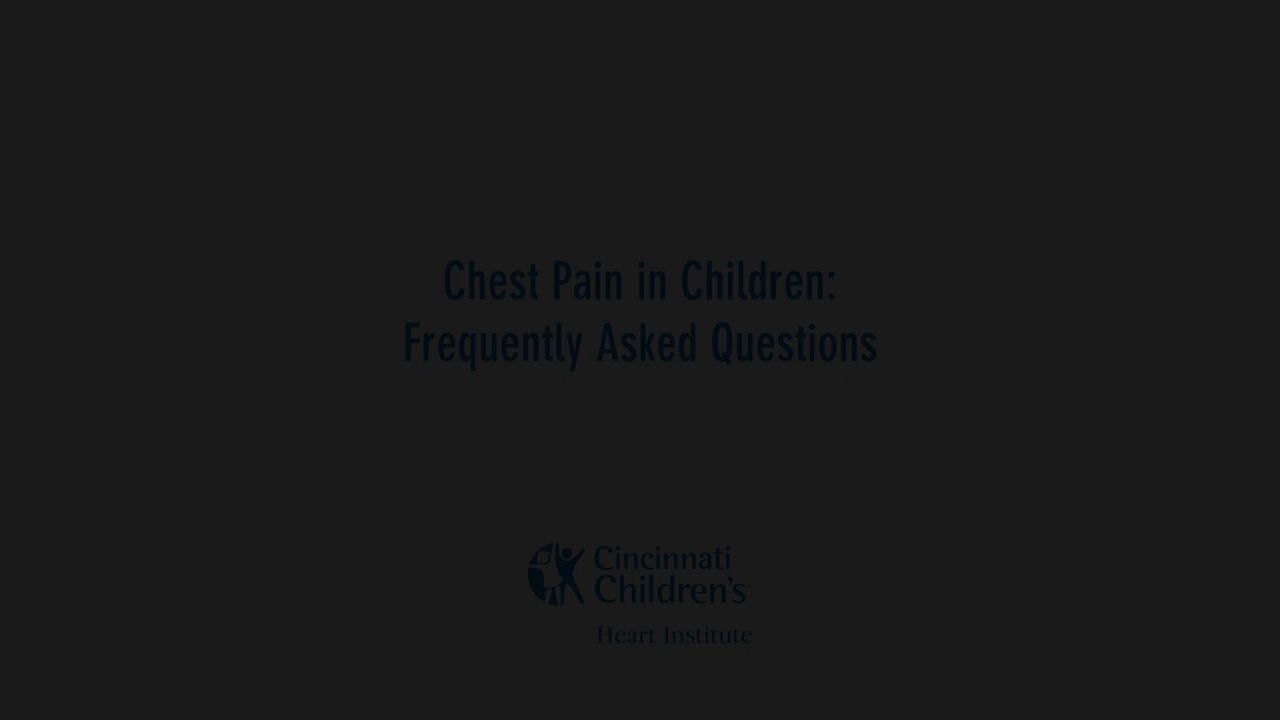 Chest Pain in Children:
Frequently Asked Questions
Cincinnati
Children's
Heart Institute